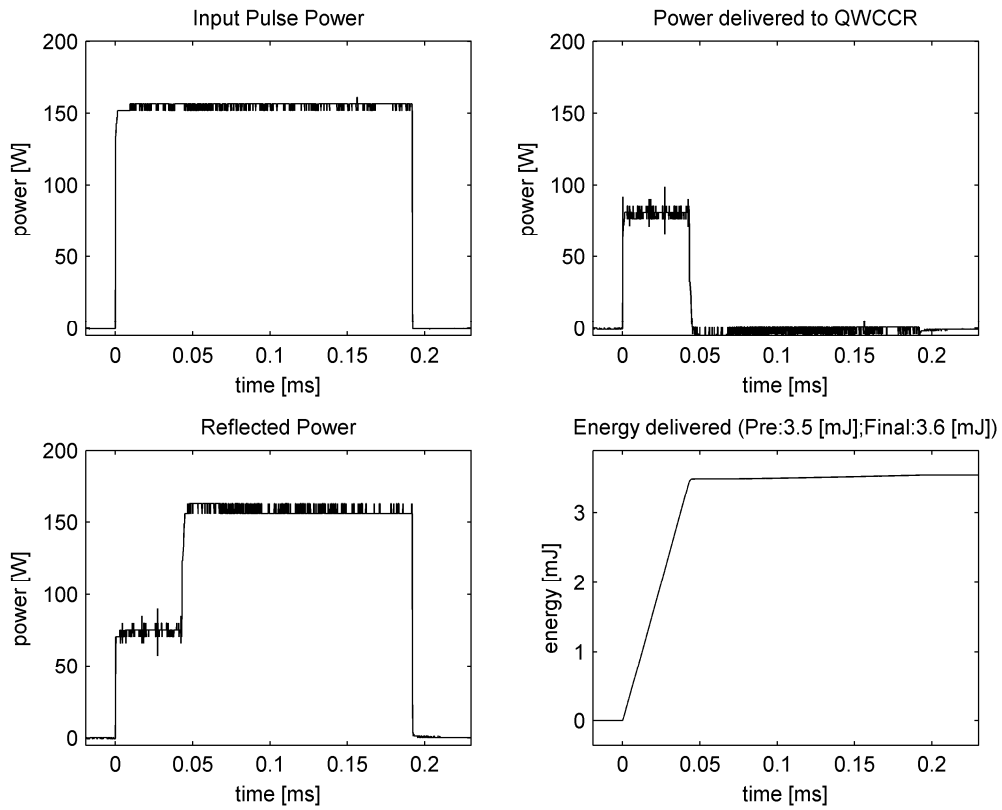 Input Pulse Power
200
150
100
50
0
power [W]
0 0.05 0.1 0.15 0.2
time [ms]
Power delivered to QWCCR
200
150
100
50
0
power [W]
0 0.05 0.1 0.15 0.2
time [ms]
Reflected Power
200
150
100
50
0
power [W]
0 0.05 0.1 0.15 0.2
time [ms]
Energy delivered (Pre:3.5 [mJ];Final:3.6 [mJ])
3
2
1
0
energy [mJ]
0 0.05 0.1 0.15 0.2
time [ms]